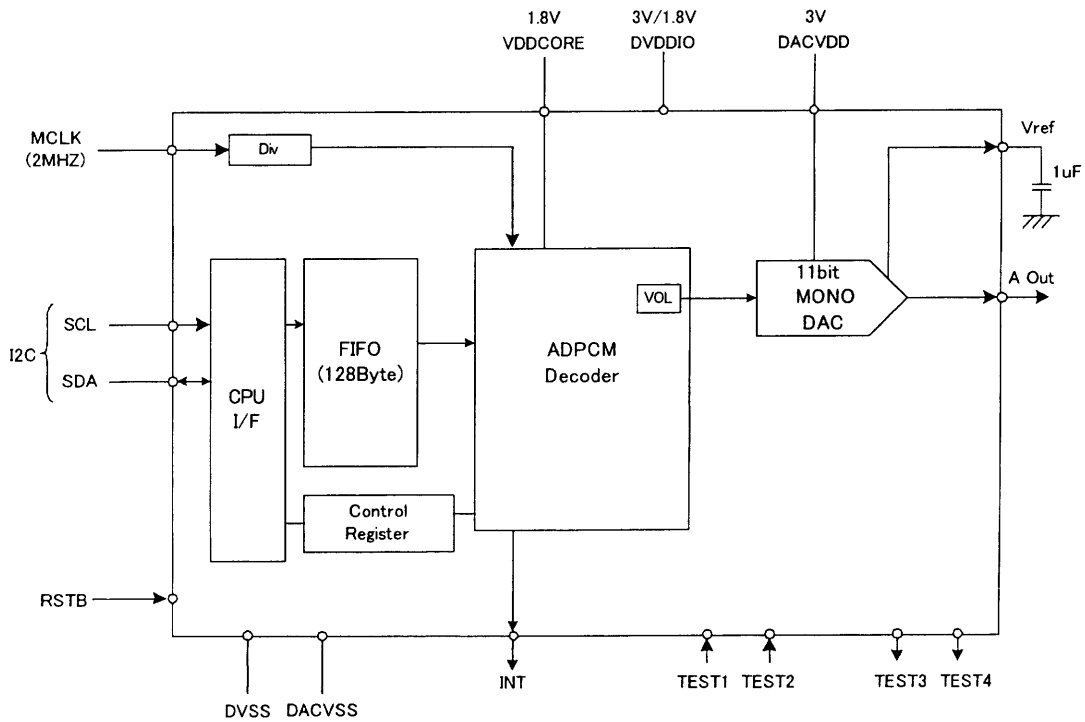 1.8V
VDDCORE
3V/1.8V
DVDDIO
3V
DACVDD
MCLK
(2MHZ)
Div
Vref
1uF
11bit
MONO
DAC
A Out
VOL
I2C
SCL
SDA
CPU
I/F
FIFO
(128Byte)
ADPCM
Decoder
Control
Register
RSTB
DVSS
DACVSS
INT
TEST1
TEST2
TEST3
TEST4